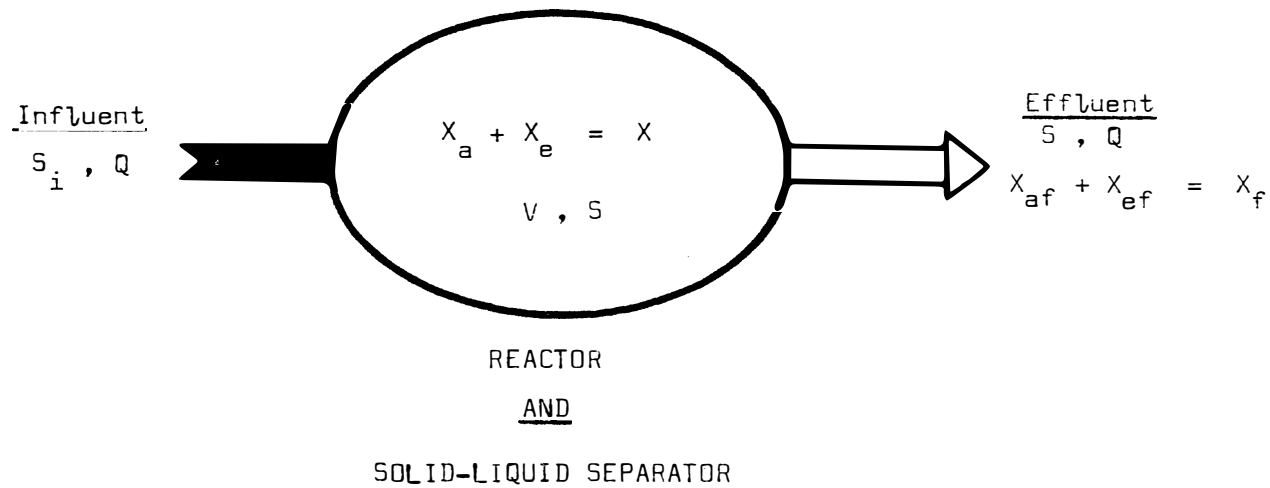 Influent
S_i , Q
X_a + X_e = X
V , S
Effluent
S , Q
X_af + X_ef = X_f
REACTOR
AND
SOLID-LIQUID SEPARATOR